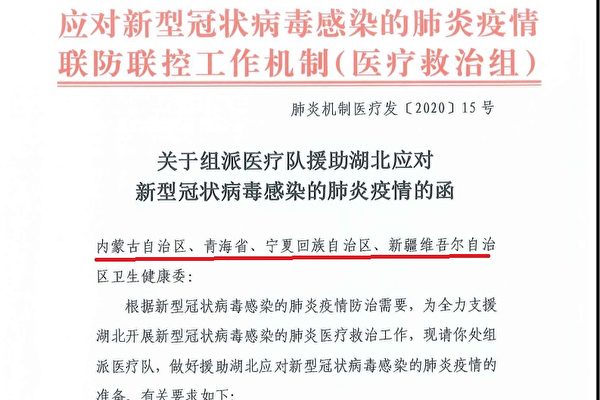 应对新型冠状病毒感染的肺炎疫情
联防联控工作机制(医疗救治组)
肺炎机制医疗发〔2020〕15号
关于组派医疗队援助湖北应对
新型冠状病毒感染的肺炎疫情的函
内蒙古自治区、青海省、宁夏回族自治区、新疆维吾尔自治
区卫生健康委：
根据新型冠状病毒感染的肺炎疫情防治需要，为全力支援
湖北开展新型冠状病毒感染的肺炎医疗救治工作，现请你处组
派医疗队，做好援助湖北应对新型冠状病毒感染的肺炎疫情的
准备。有关要求如下：